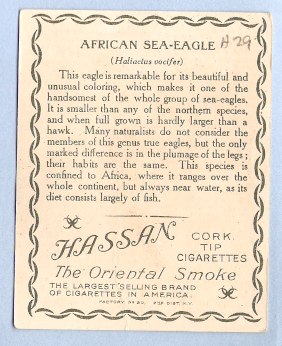 AFRICAN SEA-EAGLE H29-
(Haliaetus vocifer)
This eagle is remarkable for its beautiful and
unusual coloring, which makes it one of the
handsomest of the whole group of sea-eagles.
It is smaller than any of the northern species,
and when full grown is hardly larger than a
hawk. Many naturalists do not consider the
members of this genus true eagles, but the only
marked difference is in the plumage of the legs;
their habits are the same. This species is
confined to Africa, where it ranges over the
whole continent, but always near water, as its
diet consists largely of fish.
HASSAN CORK
TIP
CIGARETTES
The Oriental Smoke
THE LARGEST SELLING BRAND
OF CIGARETTES IN AMERICA.
FACTORY No DIST. N.Y.